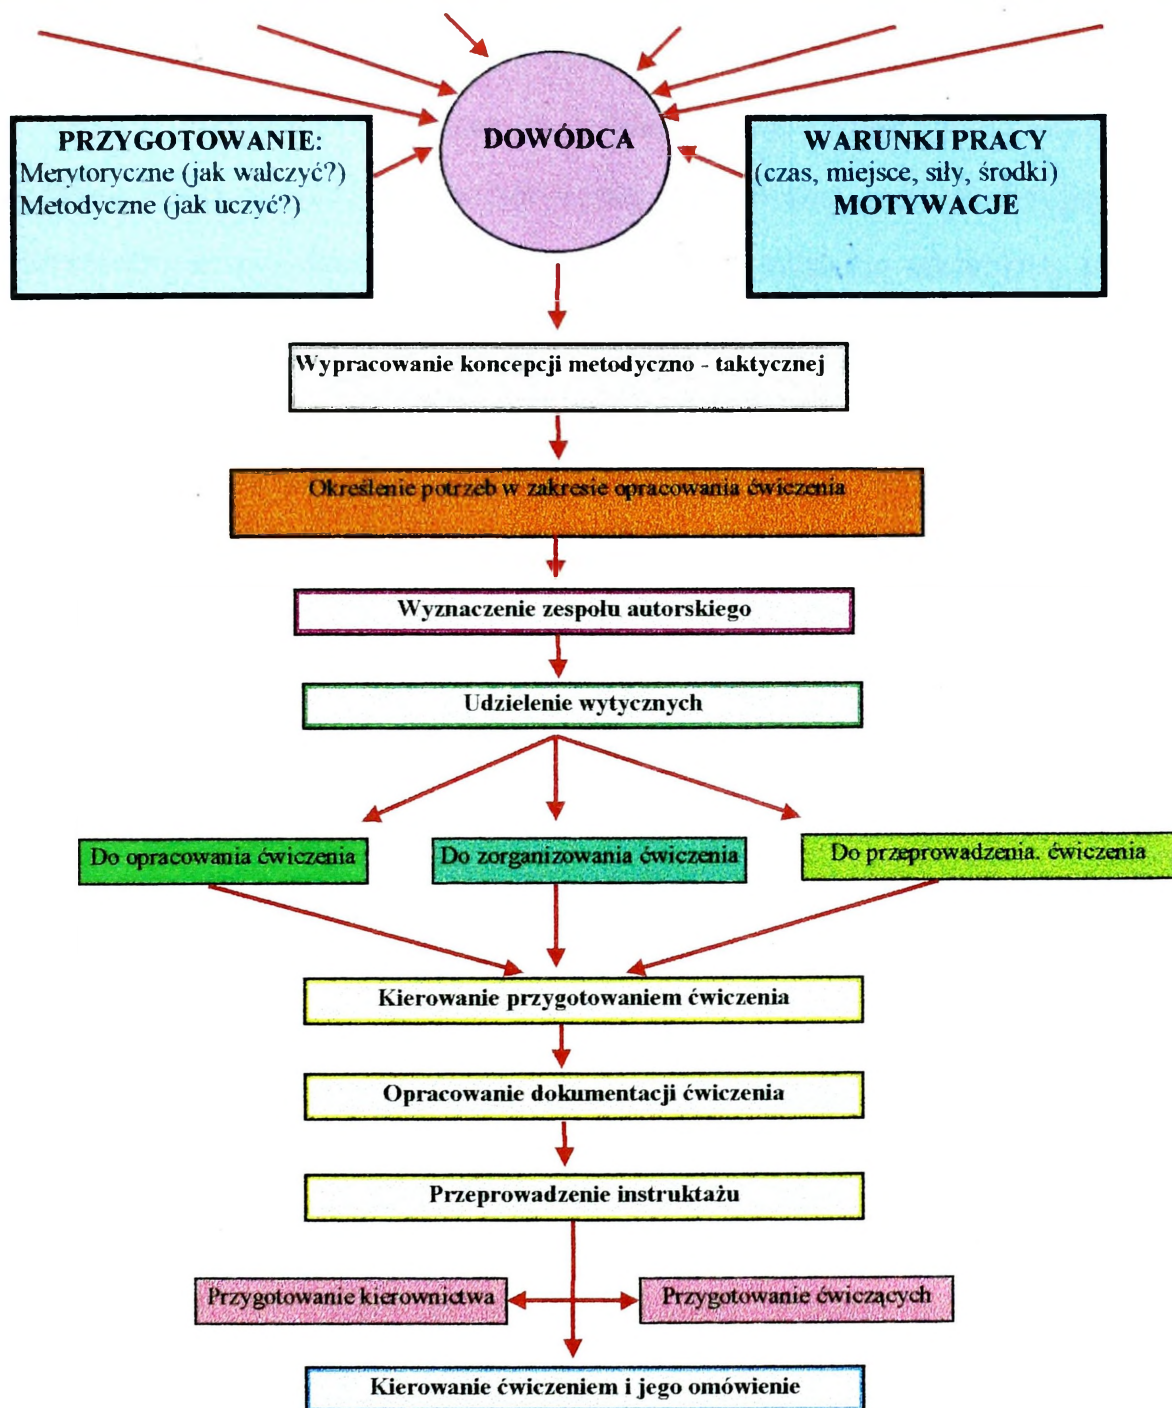 DOWÓDCA
PRZYGOTOWANIE:
Merytoryczne (jak walczyć?)
Metodyczne (jak uczyć?)
WARUNKI PRACY
(czas, miejsce, siły, środki)
MOTYWACJE
Wypracowanie koncepcji metodyczno - taktycznej
Określenie potrzeb w zakresie opracowania ćwiczenia
Wyznaczenie zespołu autorskiego
Udzielenie wytycznych
Do opracowania ćwiczenia
Do zorganizowania ćwiczenia
Do przeprowadzenia. ćwiczenia
Kierowanie przygotowaniem ćwiczenia
Opracowanie dokumentacji ćwiczenia
Przeprowadzenie instruktażu
Przygotowanie kierownictwa
Przygotowanie ćwiczących
Kierowanie ćwiczeniem i jego omówienie